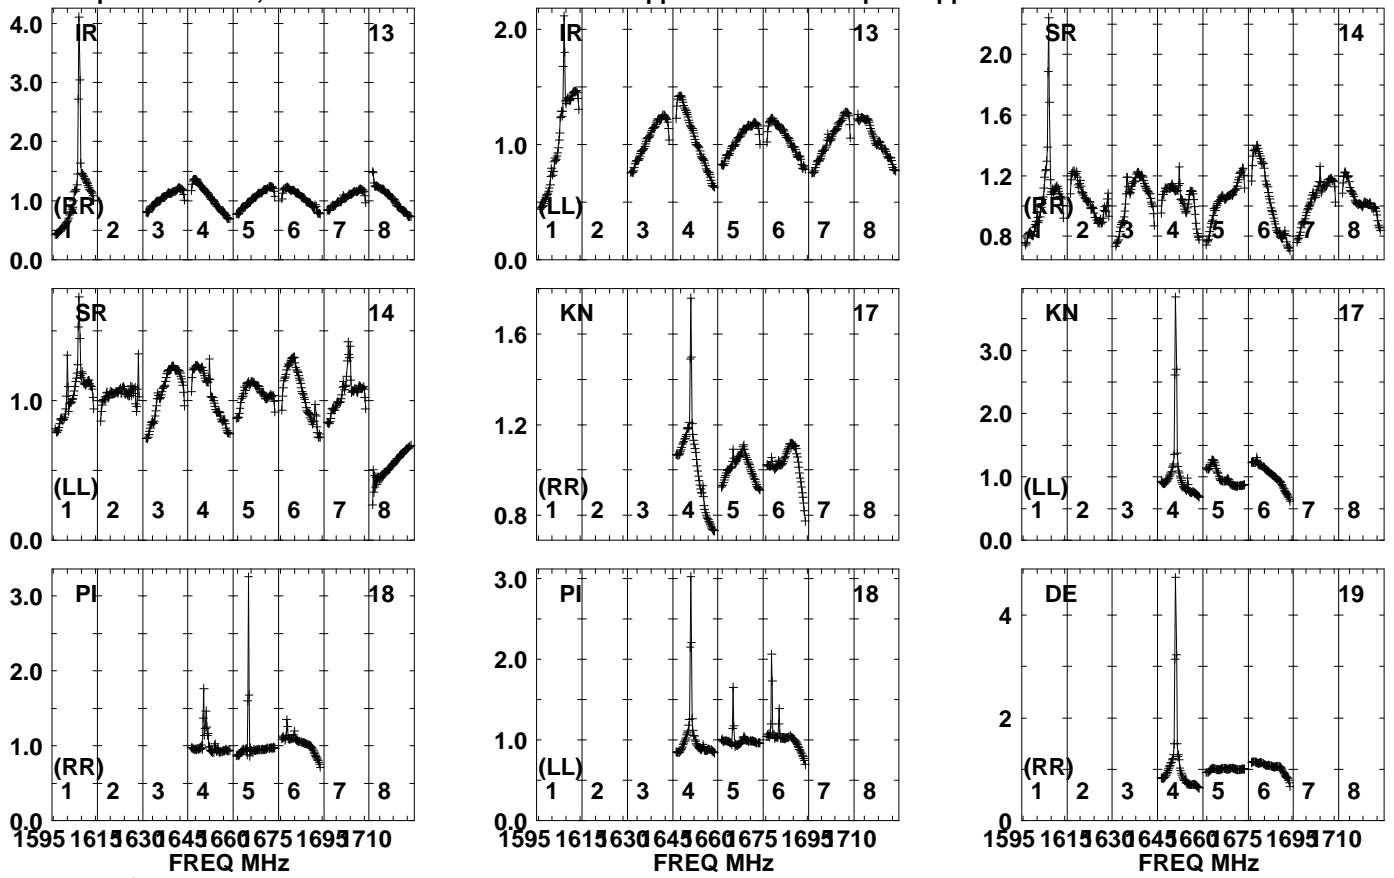 4.0 IR 13
3.0
2.0
1.0 (RR)
1 2 3 4 5 6 7 8
0.0
2.0 IR 13
1.0
(LL)
1 2 3 4 5 6 7 8
0.0
SR 14
2.0
1.6
1.2
(RR)
1 2 3 4 5 6 7 8
0.8
SR 14
1.0
(LL)
1 2 3 4 5 6 7 8
0.0
KN 17
1.6
1.2
(RR)
1 2 3 4 5 6 7 8
0.8
KN 17
3.0
2.0
1.0 (LL)
1 2 3 4 5 6 7 8
0.0
PI 18
3.0
2.0
1.0
(RR)
1 2 3 4 5 6 7 8
0.0
1595 1615 1630 1645 1660 1675 1695 1710
FREQ MHz
3.0 PI 18
2.0
1.0
(LL)
1 2 3 4 5 6 7 8
0.0
1595 1615 1630 1645 1660 1675 1695 1710
FREQ MHz
DE 19
4
2
(RR)
1 2 3 4 5 6 7 8
0
1595 1615 1630 1645 1660 1675 1695 1710
FREQ MHz